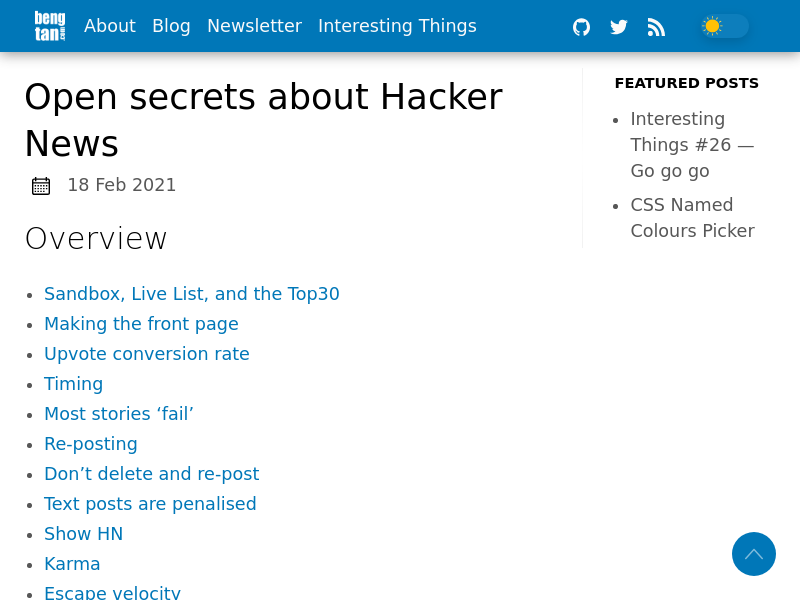 beng tan .com
About Blog Newsletter Interesting Things
Open secrets about Hacker
News
18 Feb 2021
Overview
Sandbox, Live List, and the Top30
Making the front page
Upvote conversion rate
Timing
Most stories ‘fail’
Re-posting
Don’t delete and re-post
Text posts are penalised
Show HN
Karma
Escape velocity
FEATURED POSTS
Interesting
Things #26 —
Go go go
CSS Named
Colours Picker